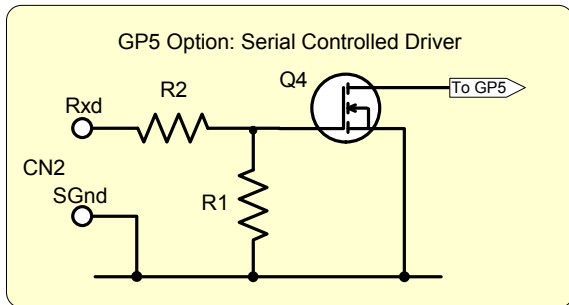 GP5 Option: Serial Controlled Driver
Q4
To GP5
R2
Rxd
CN2
SGnd
R1